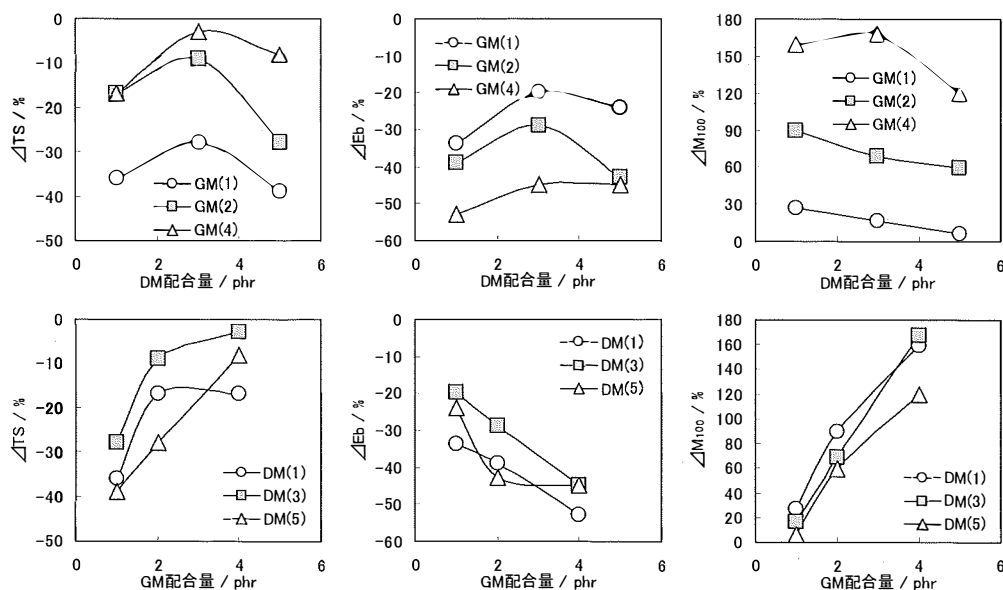 0
-10
-20
-30
-40
-50
⊿TS / %
GM(1)
GM(2)
GM(4)
0 2 4 6
DM配合量 / phr
0
-10
-20
-30
-40
-50
-60
⊿Eb / %
GM(1)
GM(2)
GM(4)
0 2 4 6
DM配合量 / phr
180
150
120
90
60
30
0
⊿M100 / %
GM(1)
GM(2)
GM(4)
0 1 2 3 4 5 6
DM配合量 / phr
0
-10
-20
-30
-40
-50
⊿TS / %
DM(1)
DM(3)
DM(5)
0 2 4 6
GM配合量 / phr
0
-10
-20
-30
-40
-50
-60
⊿Eb / %
DM(1)
DM(3)
DM(5)
0 2 4 6
GM配合量 / phr
180
160
140
120
100
80
60
40
20
0
⊿M100 / %
DM(1)
DM(3)
DM(5)
0 1 2 3 4 5 6
GM配合量 / phr